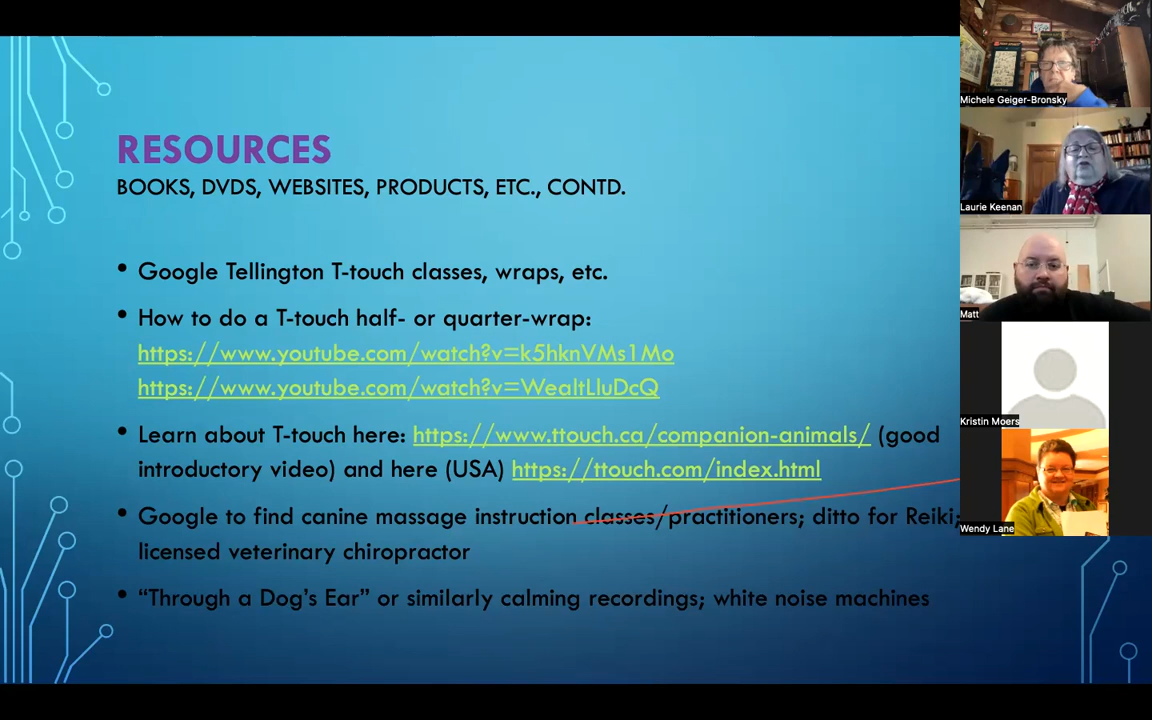 RESOURCES
BOOKS, DVDS, WEBSITES, PRODUCTS, ETC., CONTD.
• Google Tellington T-touch classes, wraps, etc.
• How to do a T-touch half- or quarter-wrap:
https://www.youtube.com/watch?v=k5hknVMs1Mo
https://www.youtube.com/watch?v=WealtLluDcQ
• Learn about T-touch here: https://www.ttouch.ca/companion-animals/ (good
introductory video) and here (USA) https://ttouch.com/index.html
• Google to find canine massage instruction classes/practitioners; ditto for Reiki;
licensed veterinary chiropractor
• “Through a Dog’s Ear” or similarly calming recordings; white noise machines
Michele Geiger-Bronsky
Laurie Keenan
Matt
Kristin Moers
Wendy Lane